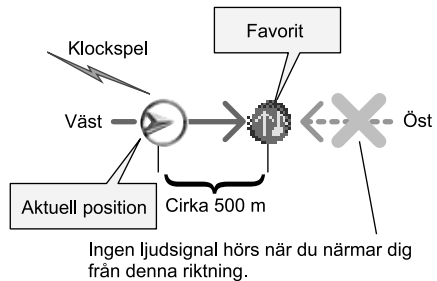 Favorit
Klockspel
Väst
Öst
Aktuell position
Cirka 500 m
Ingen ljudsignal hörs när du närmar dig
från denna riktning.